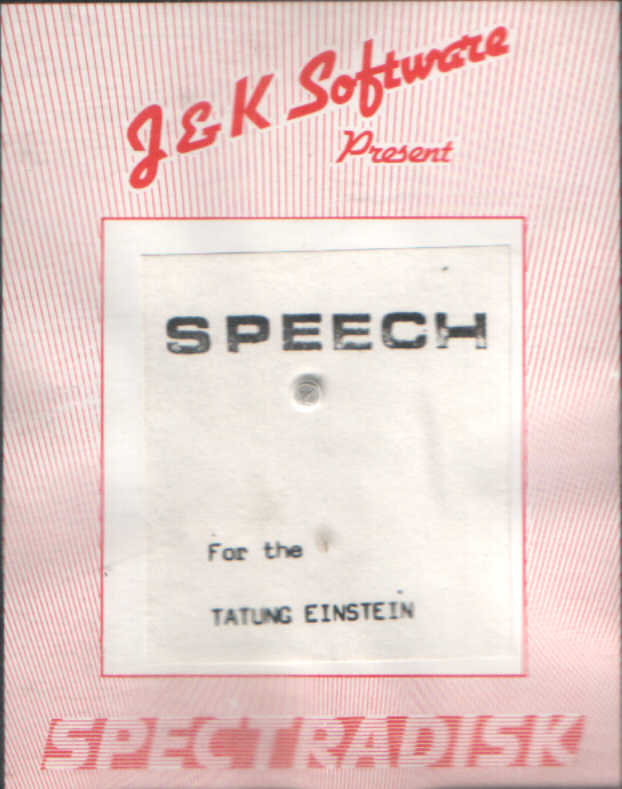 J & K Software
Present
SPEECH
For the
TATUNG EINSTEIN
SPECTRADISK